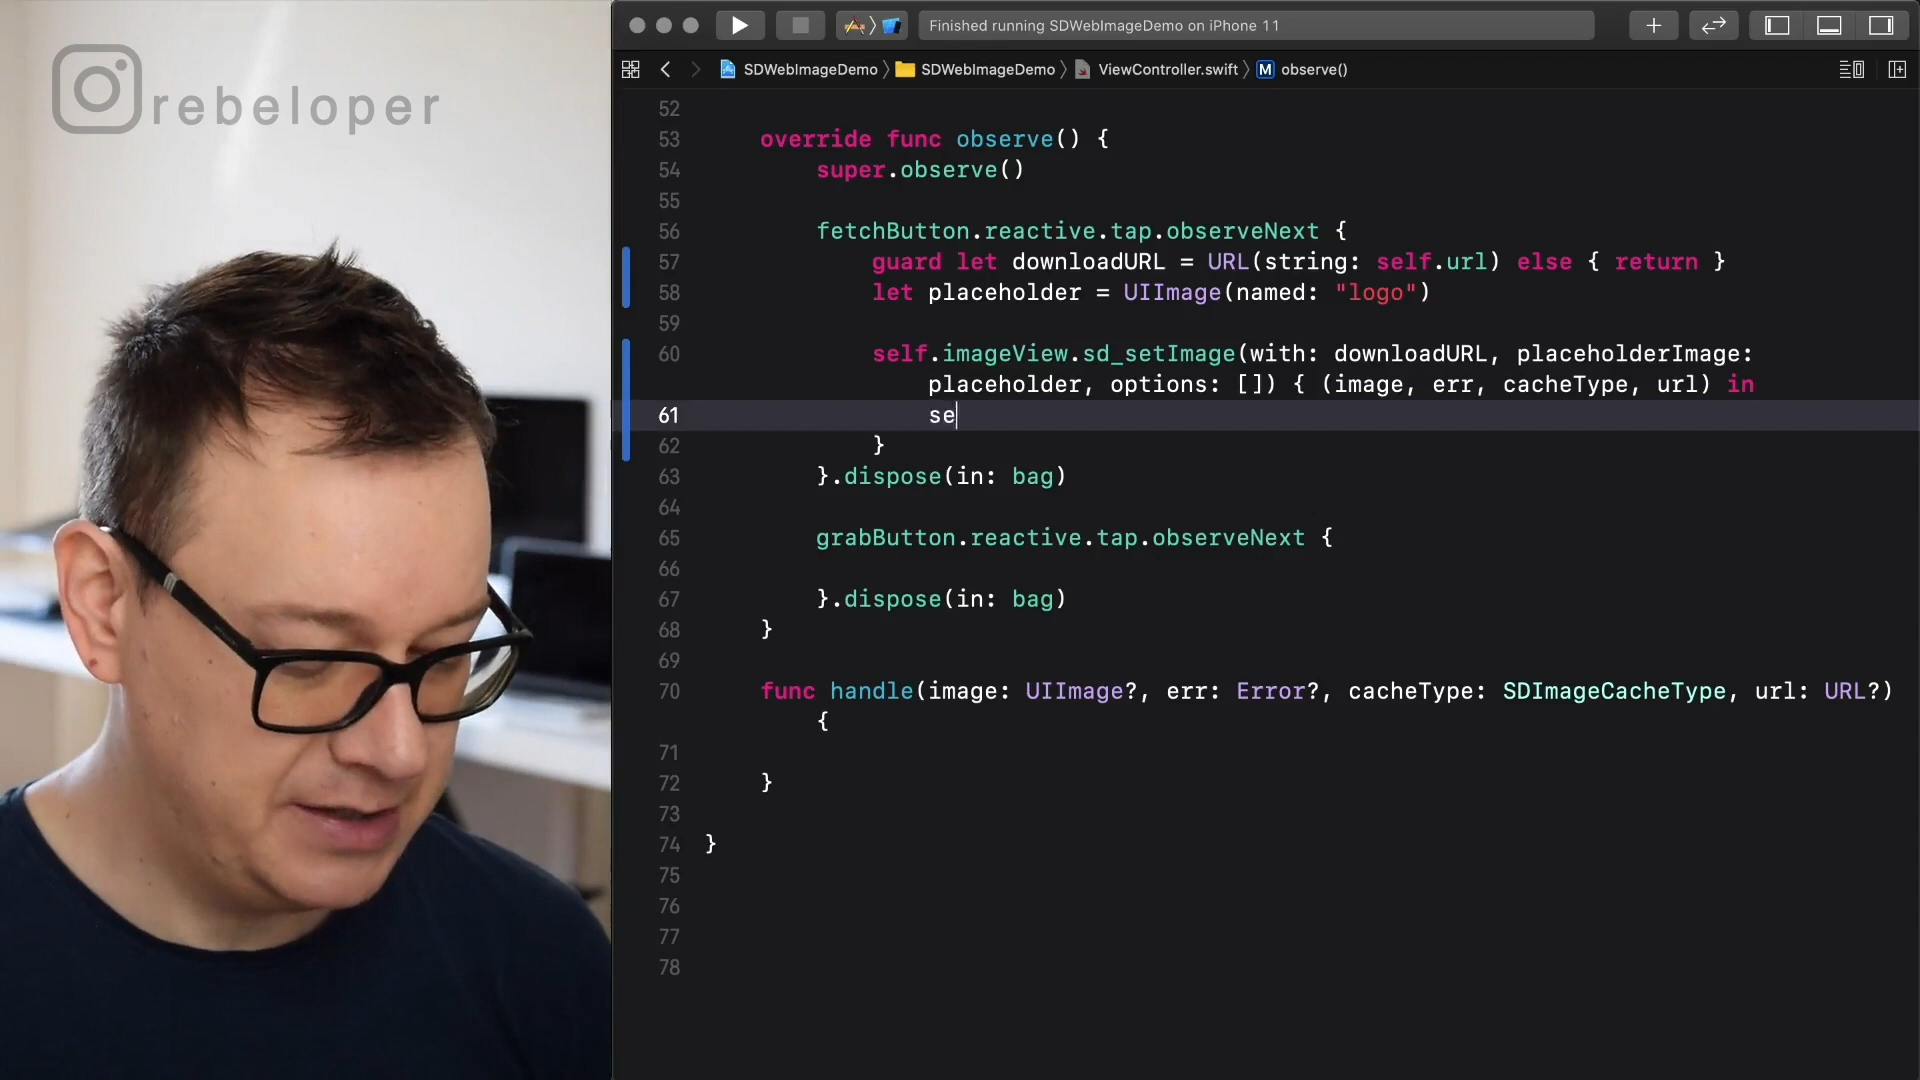 rebeloper
Finished running SDWebImageDemo on iPhone 11
SDWebImageDemo 〉 SDWebImageDemo 〉 ViewController.swift 〉 M observe()
52
53 override func observe() {
54 super.observe()
55
56 fetchButton.reactive.tap.observeNext {
57 guard let downloadURL = URL(string: self.url) else { return }
58 let placeholder = UIImage(named: "logo")
59
60 self.imageView.sd_setImage(with: downloadURL, placeholderImage:
placeholder, options: []) { (image, err, cacheType, url) in
61 se
62 }
63 }.dispose(in: bag)
64
65 grabButton.reactive.tap.observeNext {
66
67 }.dispose(in: bag)
68 }
69
70 func handle(image: UIImage?, err: Error?, cacheType: SDImageCacheType, url: URL?)
{
71
72 }
73
74 }
75
76
77
78